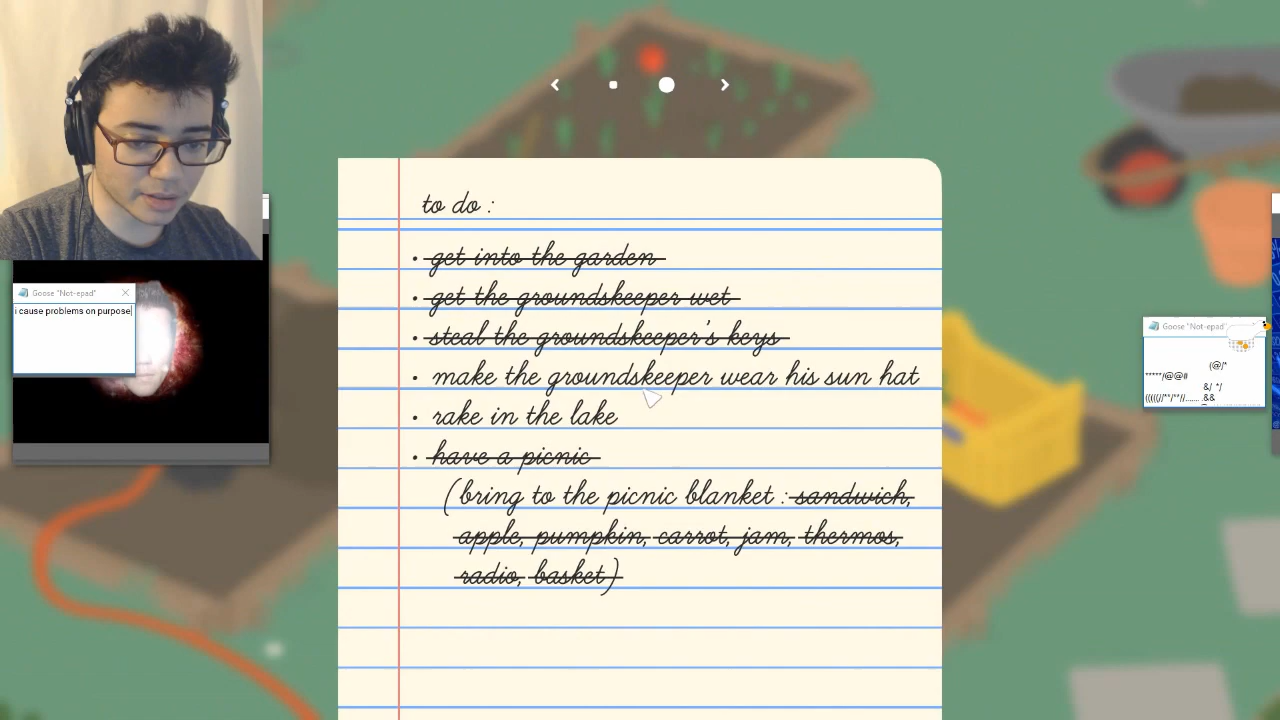 to do :
• get into the garden
• get the groundskeeper wet
• steal the groundskeeper's keys
• make the groundskeeper wear his sun hat
• rake in the lake
• have a picnic
(bring to the picnic blanket : sandwich,
apple, pumpkin, carrot, jam, thermos,
radio, basket)
Goose "Not-epad"
i cause problems on purpose
Goose "Not-epad"
(@/*
*****/@@#
&/ */
((((((//**/**//....... .&&